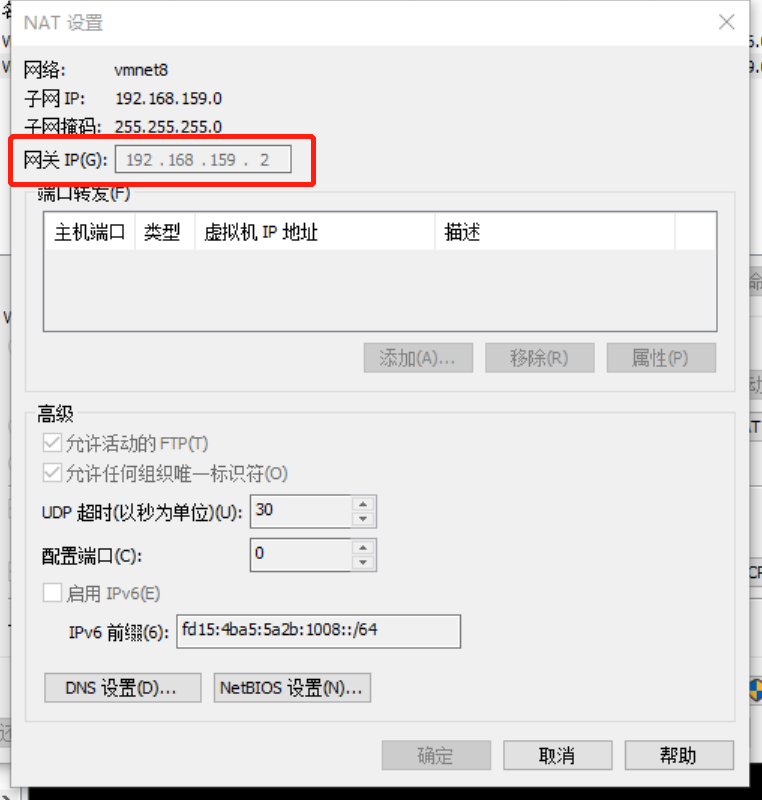 NAT 设置
网络: vmnet8
子网 IP: 192.168.159.0
子网掩码: 255.255.255.0
网关 IP(G): 192 . 168 . 159 . 2
端口转发(F)
主机端口 类型 虚拟机 IP 地址 描述
添加(A)... 移除(R) 属性(P)
高级
允许活动的 FTP(T)
允许任何组织唯一标识符(O)
UDP 超时(以秒为单位)(U): 30
配置端口(C): 0
启用 IPv6(E)
IPv6 前缀(6): fd15:4ba5:5a2b:1008::/64
DNS 设置(D)... NetBIOS 设置(N)...
确定 取消 帮助